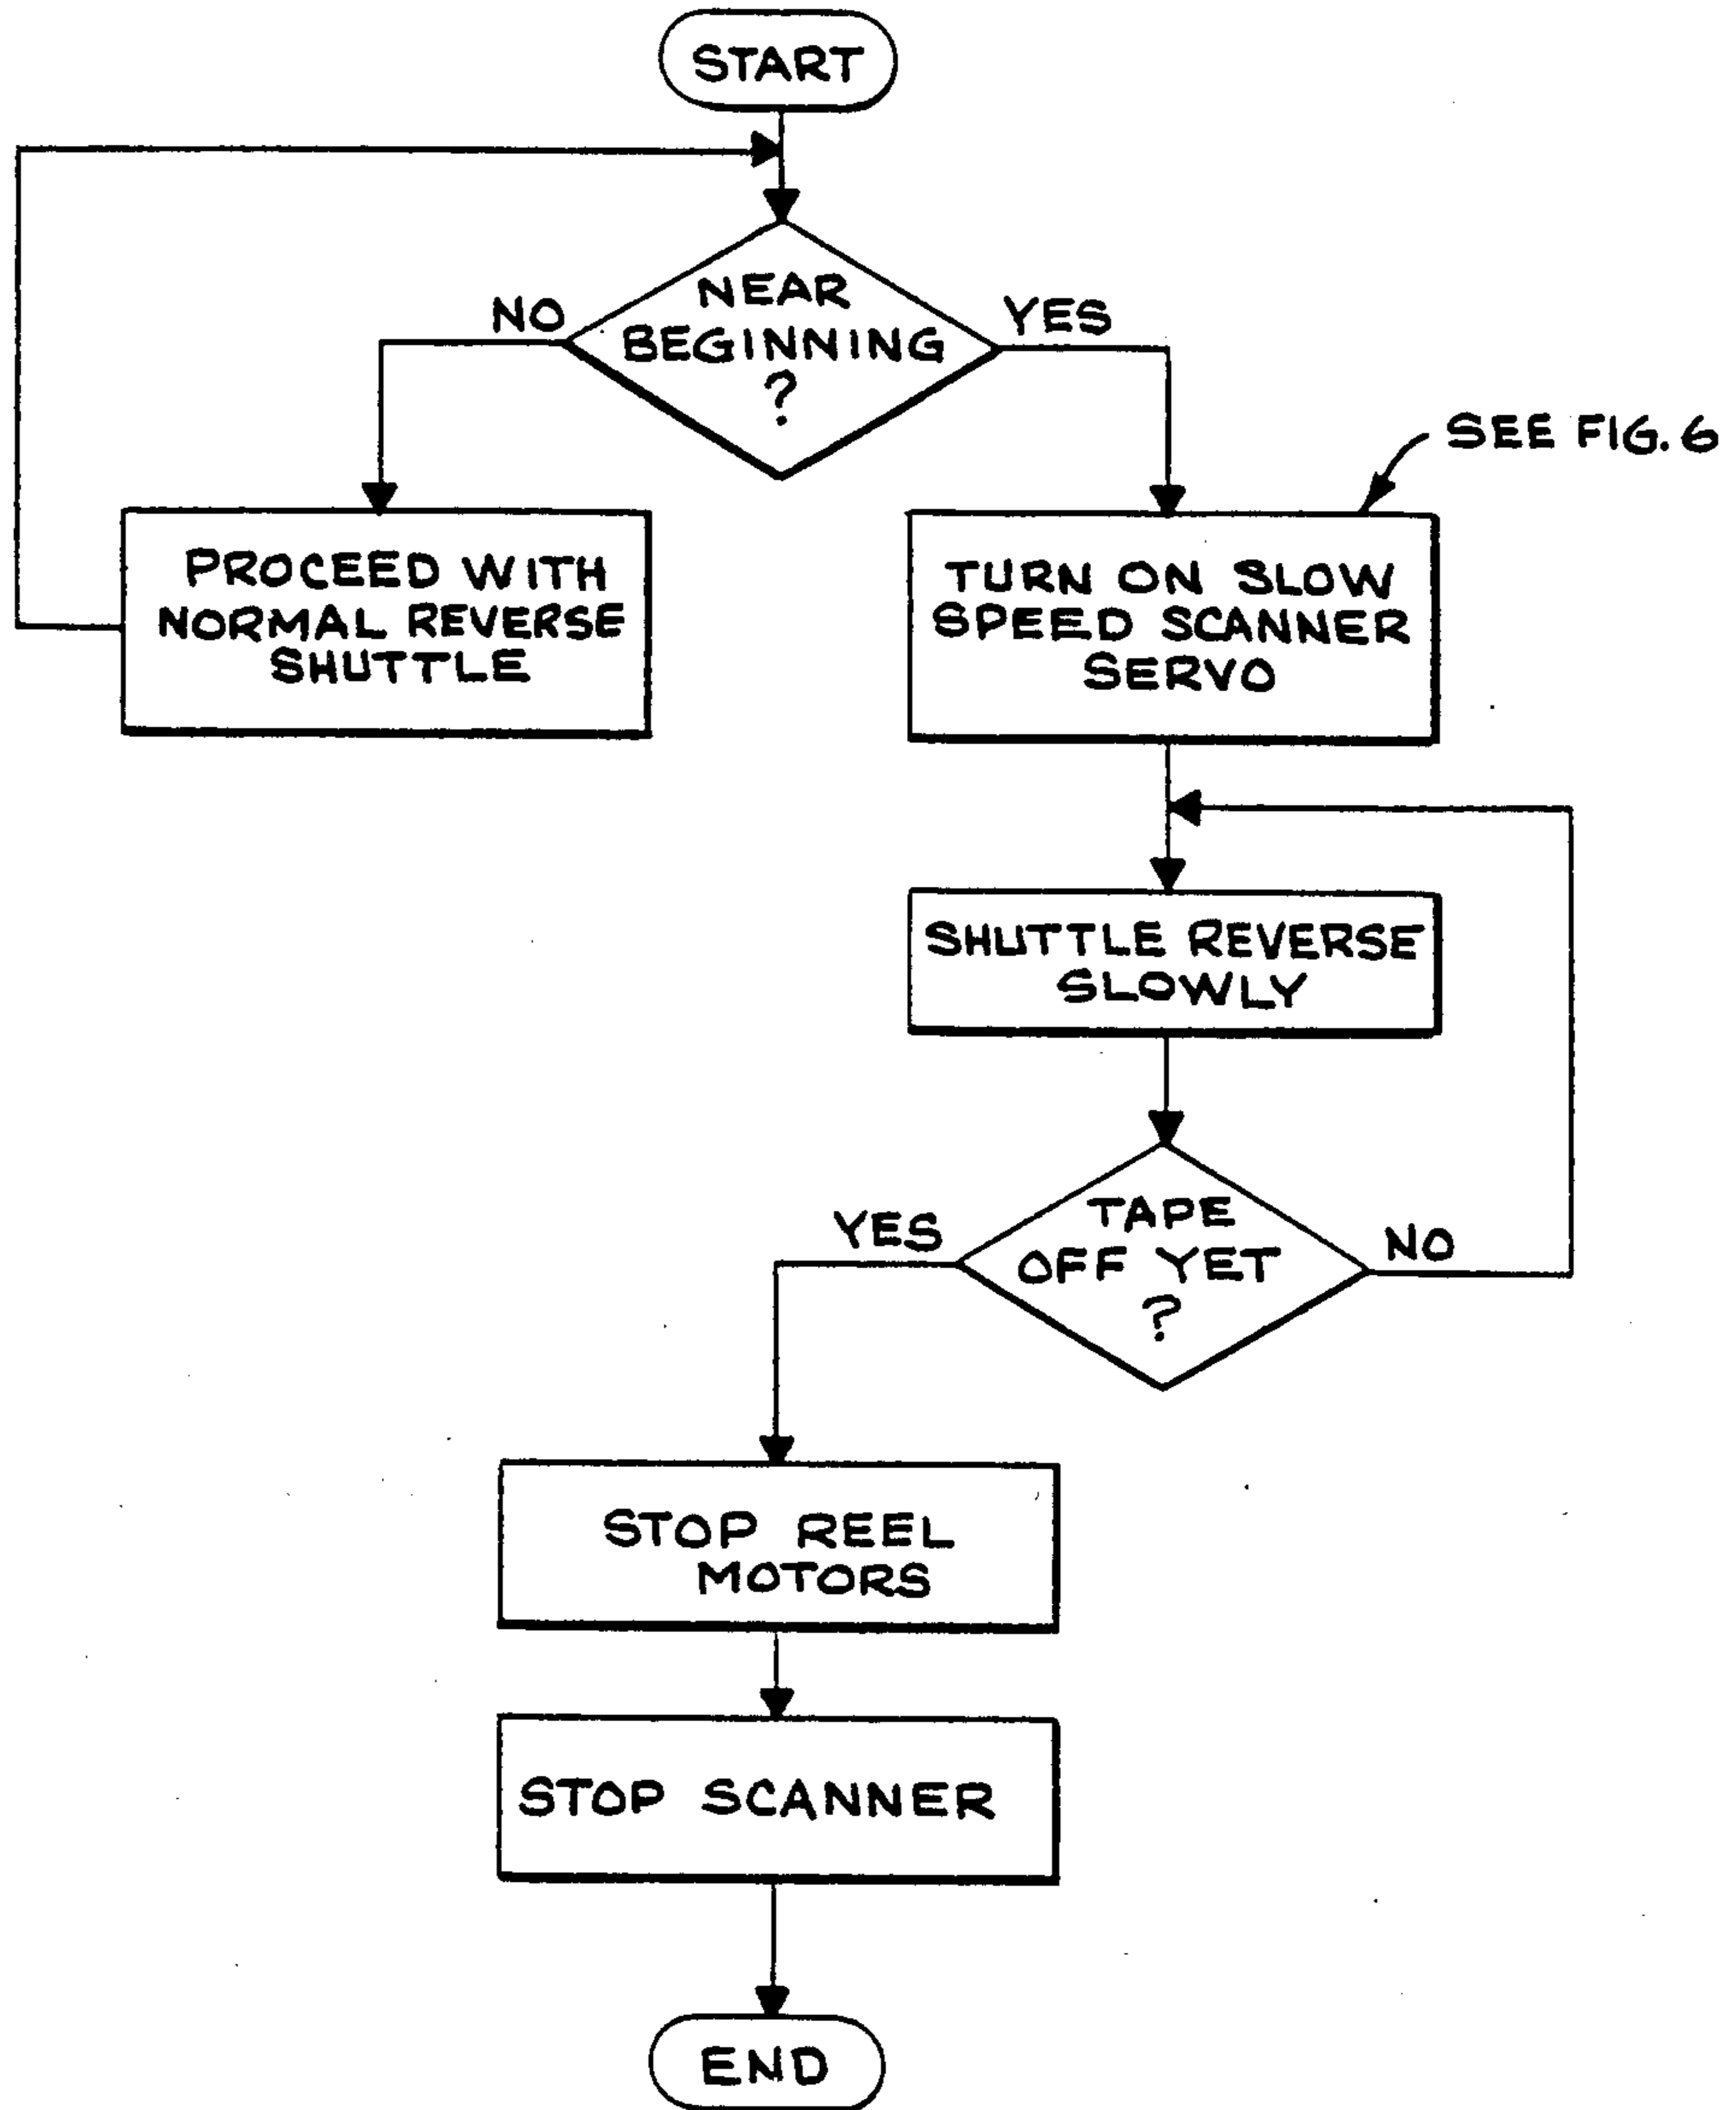 START
NEAR
BEGINNING
?
NO
YES
SEE FIG. 6
PROCEED WITH
NORMAL REVERSE
SHUTTLE
TURN ON SLOW
SPEED SCANNER
SERVO
SHUTTLE REVERSE
SLOWLY
TAPE
OFF YET
?
YES
NO
STOP REEL
MOTORS
STOP SCANNER
END